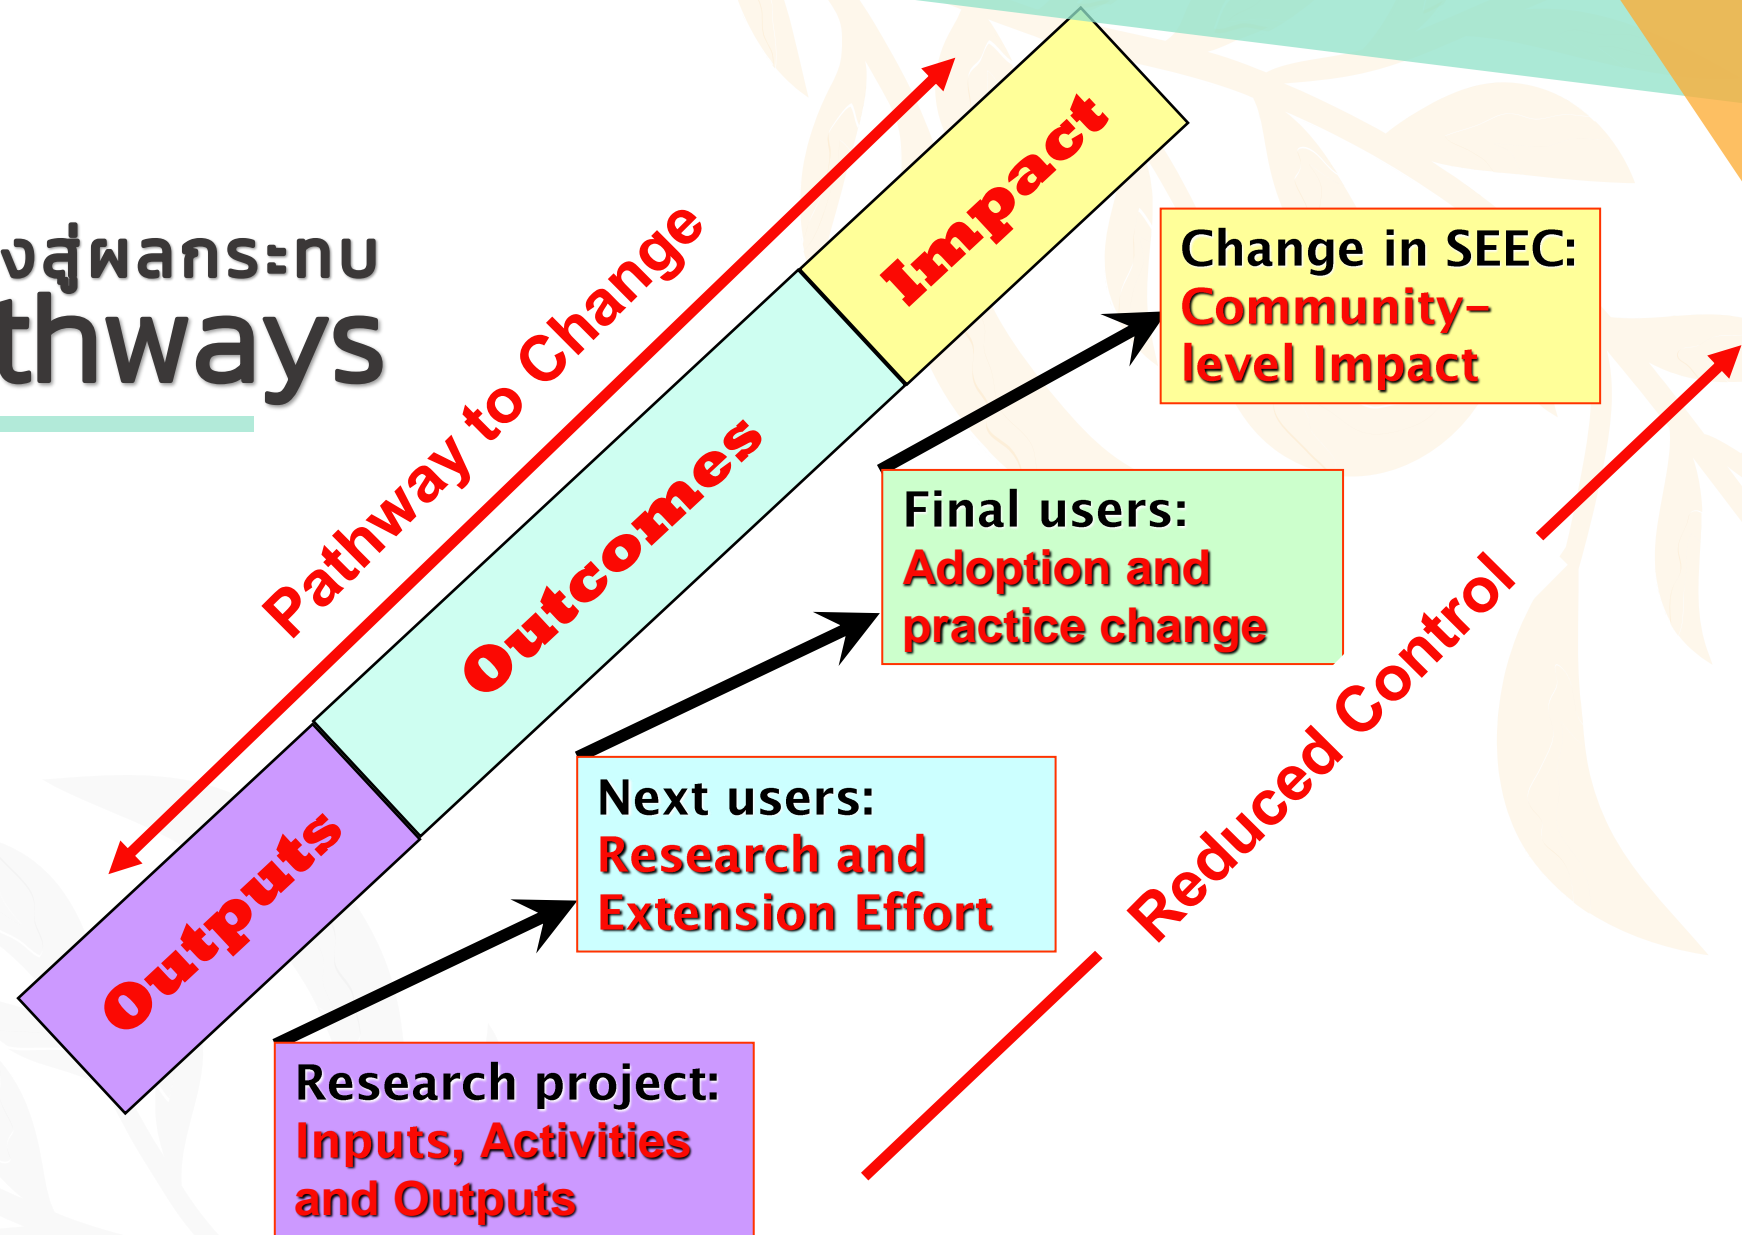 งสู่ผลกระทบ
thways
Pathway to Change
Impact
Outcomes
Outputs
Change in SEEC:
Community-
level Impact
Final users:
Adoption and
practice change
Next users:
Research and
Extension Effort
Research project:
Inputs, Activities
and Outputs
Reduced Control